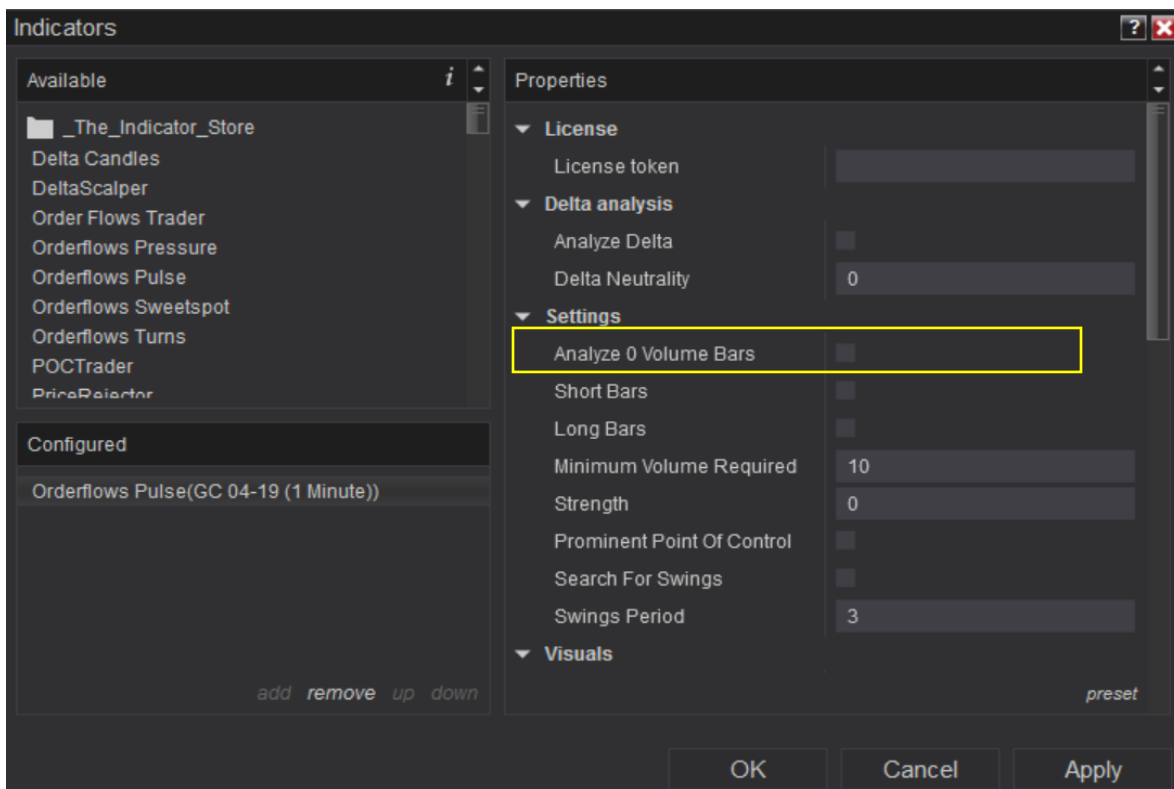 Indicators
?
Available
i
_The_Indicator_Store
Delta Candles
DeltaScalper
Order Flows Trader
Orderflows Pressure
Orderflows Pulse
Orderflows Sweetspot
Orderflows Turns
POCTrader
PriceRejector
Configured
Orderflows Pulse(GC 04-19 (1 Minute))
add remove up down
Properties
License
License token
Delta analysis
Analyze Delta
Delta Neutrality 0
Settings
Analyze 0 Volume Bars
Short Bars
Long Bars
Minimum Volume Required 10
Strength 0
Prominent Point Of Control
Search For Swings
Swings Period 3
Visuals
preset
OK Cancel Apply